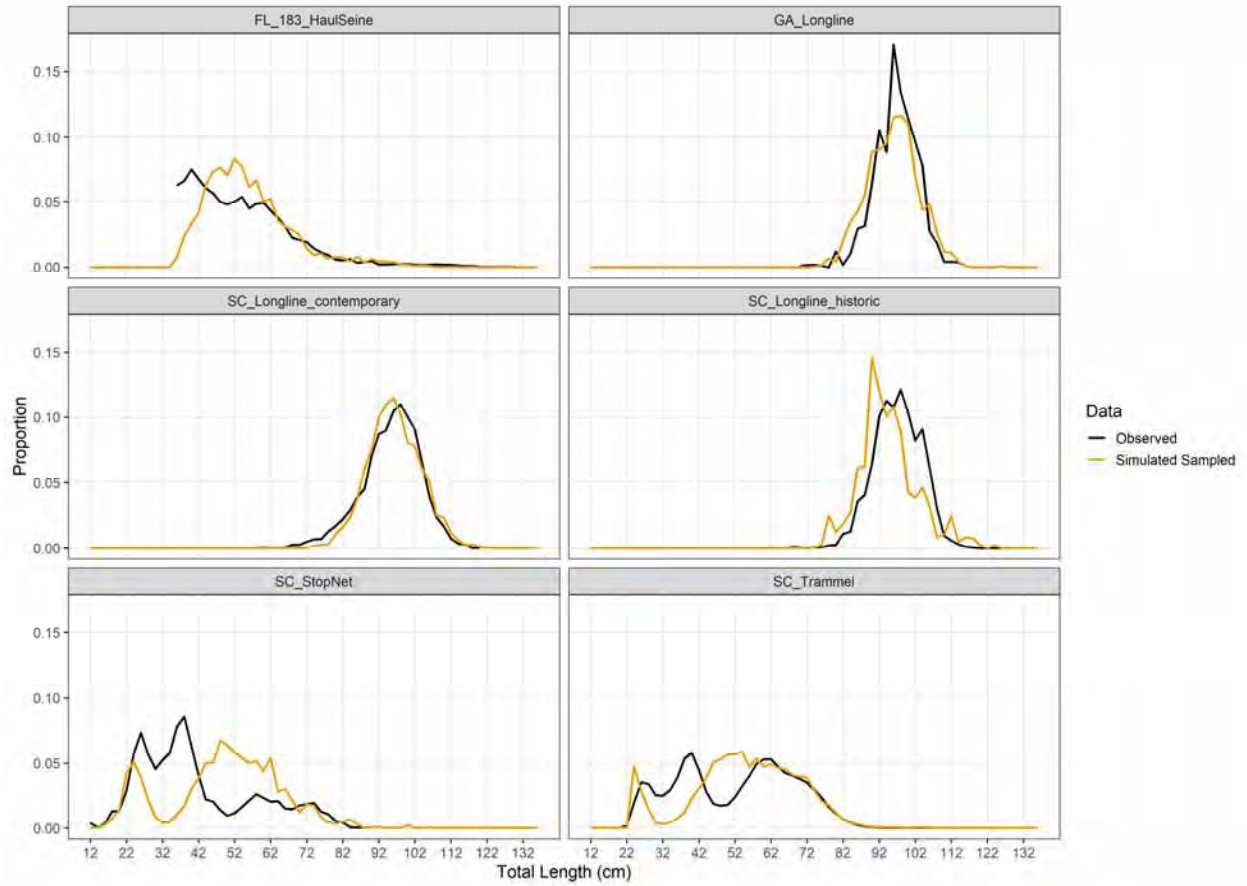 FL_183_HaulSeine
GA_Longline
0.15
0.10
0.05
0.00
SC_Longline_contemporary
SC_Longline_historic
0.15
0.10
0.05
0.00
Proportion
Data
Observed
Simulated Sampled
SC_StopNet
SC_Trammel
0.15
0.10
0.05
0.00
12 22 32 42 52 62 72 82 92 102 112 122 132 12 22 32 42 52 62 72 82 92 102 112 122 132
Total Length (cm)